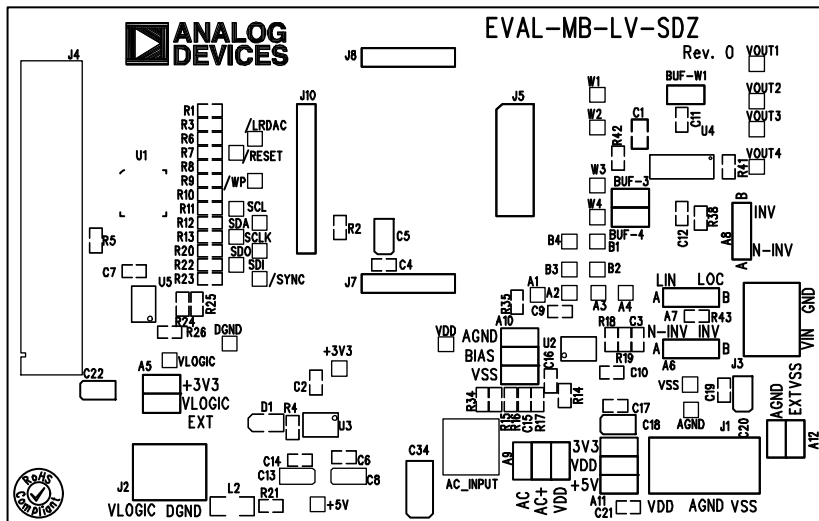 ANALOG
DEVICES
EVAL-MB-LV-SDZ
Rev. 0
J4
J8
J10
J5
BUF-W1
VOUT1
VOUT2
VOUT3
VOUT4
W1
W2
W3
W4
C1
C11
U4
R42
R41
BUF-3
BUF-4
R1
R3
R6
R7
R8
R9
R10
R11
R12
R13
R20
R22
R23
/LRDAC
/RESET
/WP
SCL
SDA
SCLK
SDO
SDI
/SYNC
U1
R5
C7
U5
R24
R25
R26
R2
C5
C4
J7
C12
R38
A8
B
INV
N-INV
A
B4
B1
B3
B2
A1
A2
A3
A4
R35
C9
LIN
LOC
A
B
A7
R43
N-INV
INV
A
B
A6
GND
VIN
J3
DGND
VDD
A10
AGND
BIAS
VSS
U2
R18
C3
R19
C16
C10
R14
VLOGIC
+3V3
A5
+3V3
VLOGIC
EXT
C22
C2
D1
R4
U3
R34
R15
R16
C15
R17
C17
C18
VSS
C19
AGND
C20
J1
AGND
EXTVSS
A12
J2
VLOGIC
DGND
L2
R21
C14
C13
C6
C8
+5V
C34
AC_INPUT
A9
AC
AC+
VDD
3V3
VDD
+5V
A11
C21
VDD
AGND
VSS
RoHS
Compliant